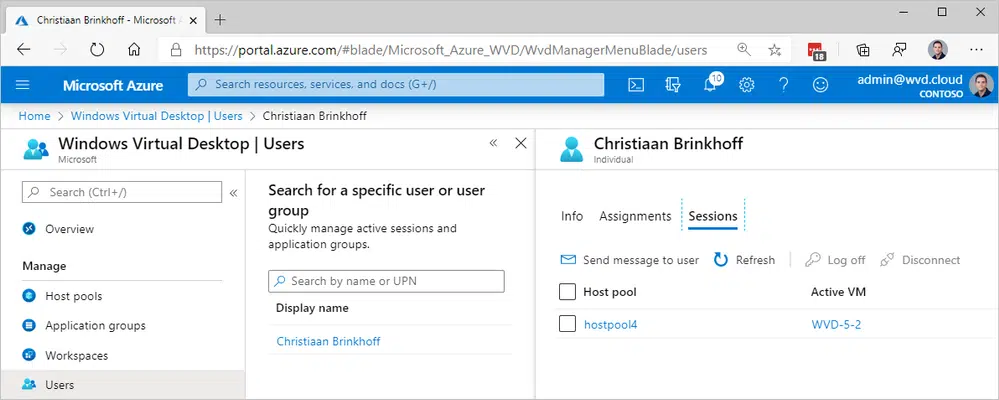 Christiaan Brinkhoff - Microsoft A
https://portal.azure.com/#blade/Microsoft_Azure_WVD/WvdManagerMenuBlade/users
18
Microsoft Azure
Search resources, services, and docs (G+/)
10
admin@wvd.cloud
CONTOSO
Home > Windows Virtual Desktop | Users > Christiaan Brinkhoff
Windows Virtual Desktop | Users
Microsoft
Search (Ctrl+/)
Overview
Manage
Host pools
Application groups
Workspaces
Users
Search for a specific user or user
group
Quickly manage active sessions and
application groups.
Search by name or UPN
Display name
Christiaan Brinkhoff
Christiaan Brinkhoff
Individual
Info Assignments Sessions
Send message to user Refresh Log off Disconnect
Host pool Active VM
hostpool4 WVD-5-2